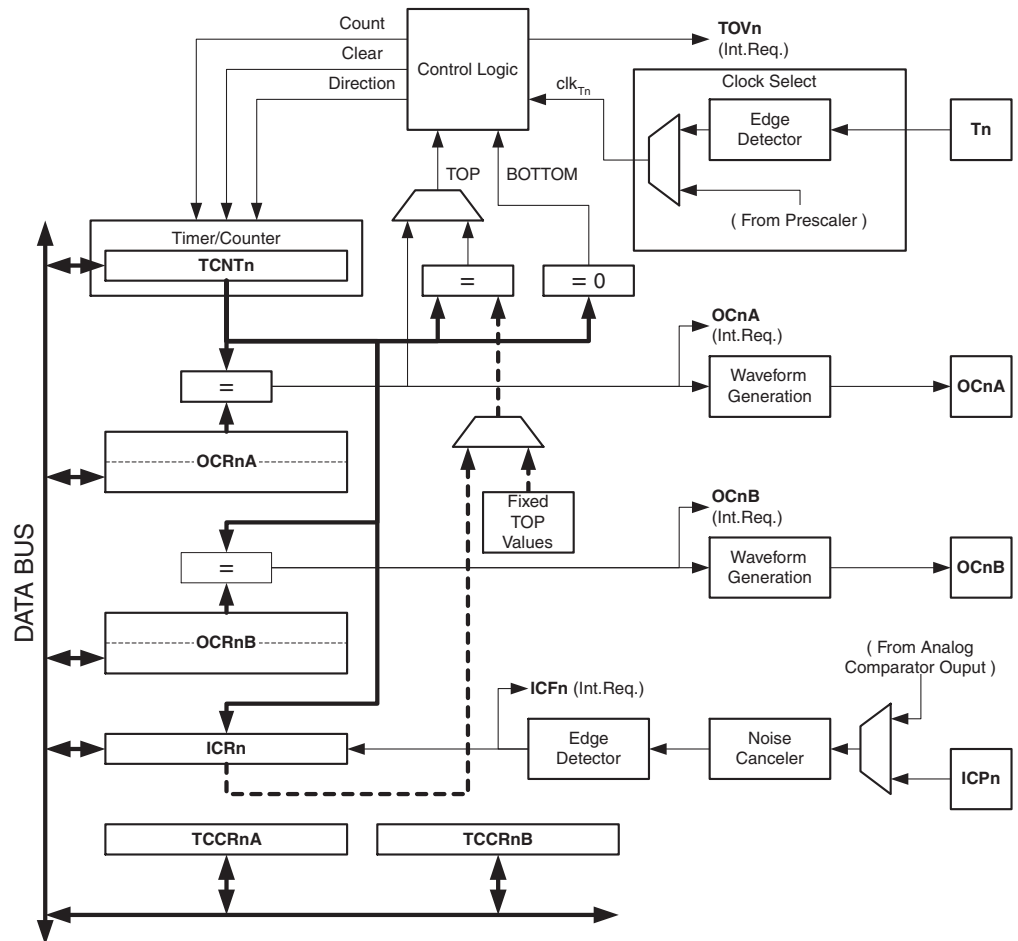 Count
Clear
Direction
Control Logic
TOVn
(Int.Req.)
clkTn
Clock Select
Edge
Detector
Tn
( From Prescaler )
TOP
BOTTOM
Timer/Counter
TCNTn
=
= 0
OCnA
(Int.Req.)
=
Waveform
Generation
OCnA
OCRnA
Fixed
TOP
Values
OCnB
(Int.Req.)
=
Waveform
Generation
OCnB
OCRnB
DATA BUS
( From Analog
Comparator Ouput )
ICFn (Int.Req.)
ICRn
Edge
Detector
Noise
Canceler
ICPn
TCCRnA
TCCRnB